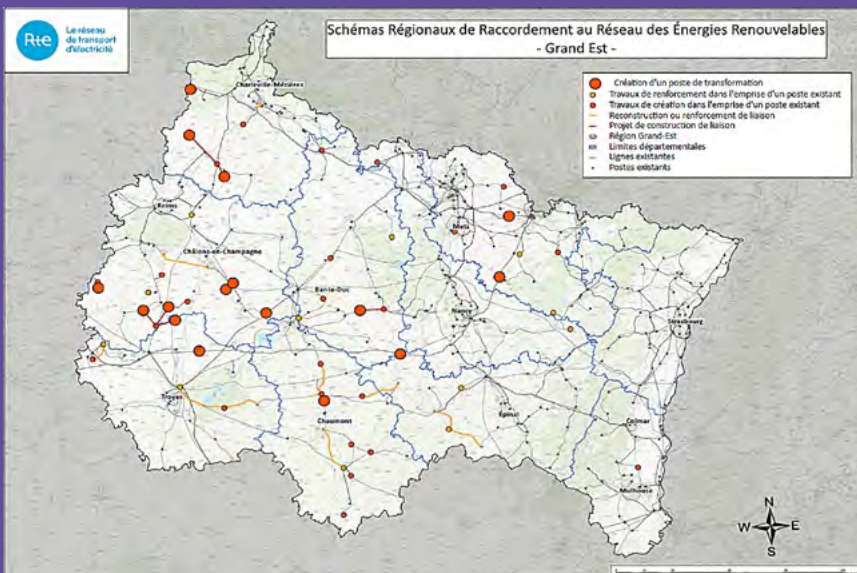 Rte
Le réseau
de transport
d'électricité
Schémas Régionaux de Raccordement au Réseau des Énergies Renouvelables
- Grand Est -
Création d'un poste de transformation
Travaux de renforcement dans l'emprise d'un poste existant
Travaux de création dans l'emprise d'un poste existant
Reconstruction ou renforcement de liaison
Projet de construction de liaison
Région Grand-Est
Limites départementales
Lignes existantes
Postes existants
Charleville-Mézières
Reims
Metz
Châlons-en-Champagne
Bar-le-Duc
Nancy
Strasbourg
Troyes
Chaumont
Épinal
Colmar
Mulhouse
N
W E
S